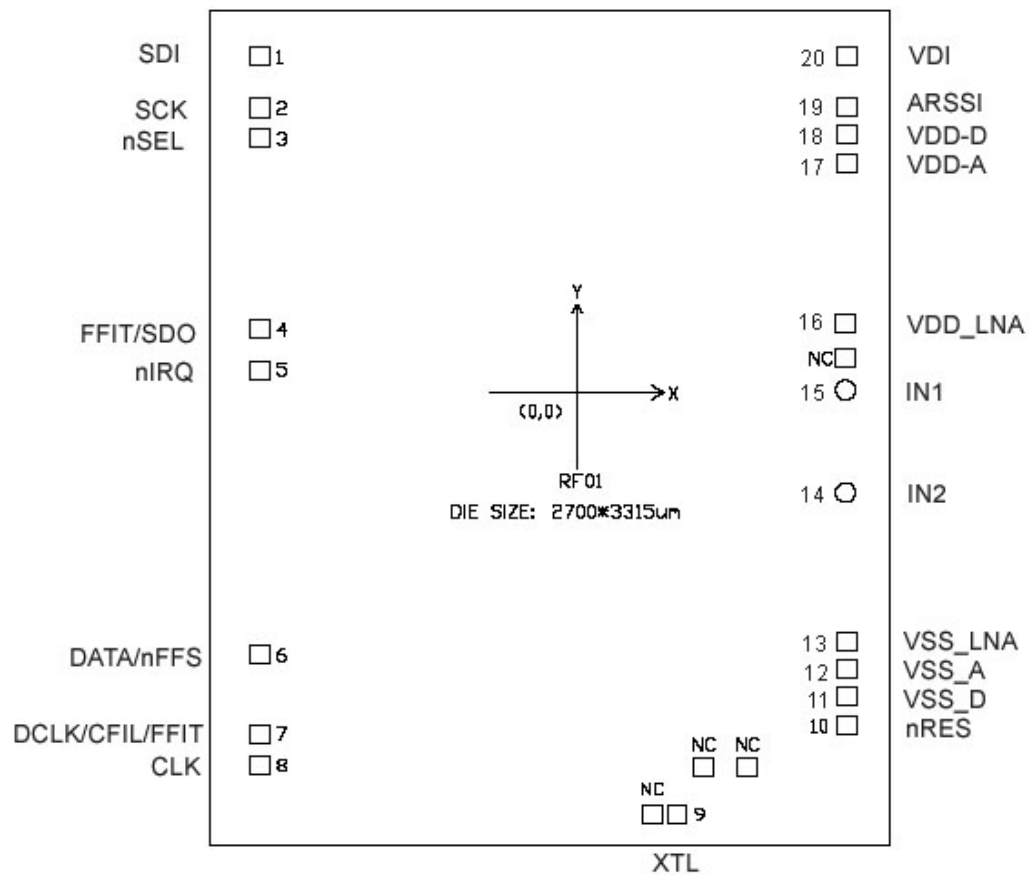 SDI 1 20 VDI
SCK 2 19 ARSSI
nSEL 3 18 VDD-D
17 VDD-A
Y
FFIT/SDO 4 16 VDD_LNA
nIRQ 5 NC
X 15 IN1
(0,0)
RF01
14 IN2
DIE SIZE: 2700*3315um
DATA/nFFS 6 13 VSS_LNA
12 VSS_A
11 VSS_D
DCLK/CFIL/FFIT 7 10 nRES
CLK 8 NC NC
NC 9
XTL